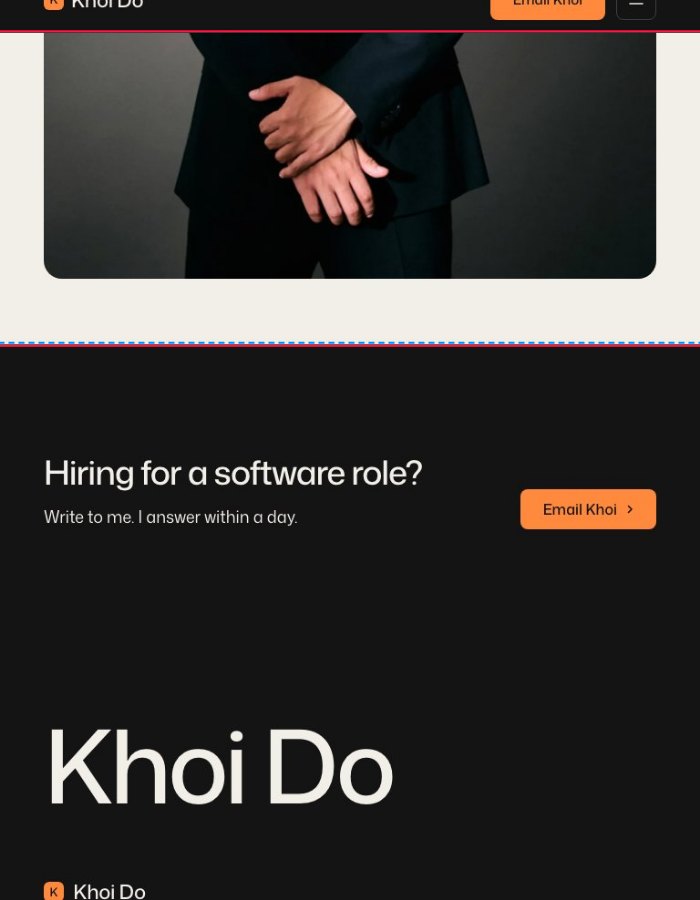 K Khoi Do
Email Khoi
Hiring for a software role?
Write to me. I answer within a day.
Email Khoi
Khoi Do
K Khoi Do